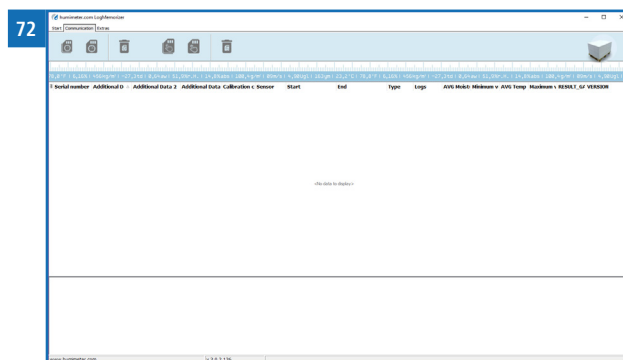 72
humimeter.com LogMemorizer
Start Communication Extras
Serial number Additional D Additional Data 2 Additional Data Calibration c Sensor Start End Type Logs AVG Moist Minimum v AVG Temp Maximum v RESULT_GA VERSION
<No data to display>
www.humimeter.com